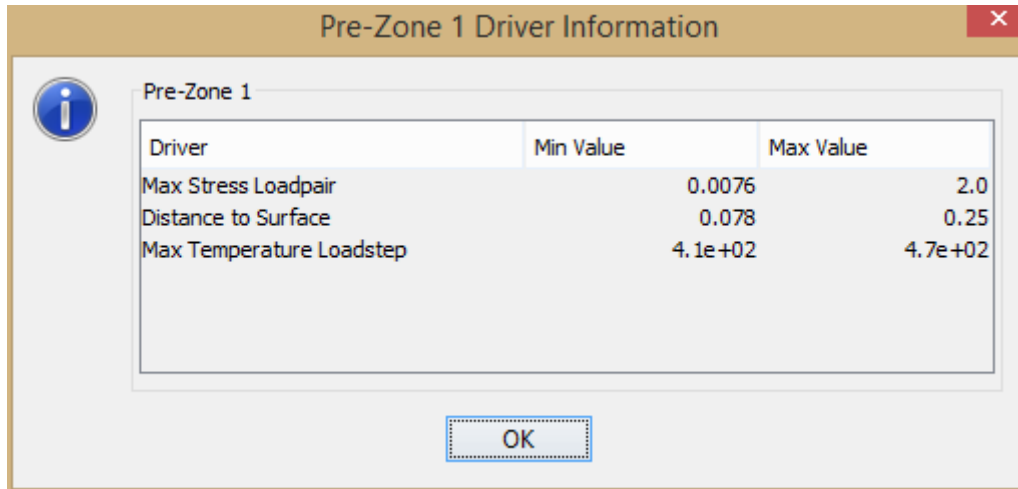 Pre-Zone 1 Driver Information
Pre-Zone 1
Driver Min Value Max Value
Max Stress Loadpair 0.0076 2.0
Distance to Surface 0.078 0.25
Max Temperature Loadstep 4.1e+02 4.7e+02
OK